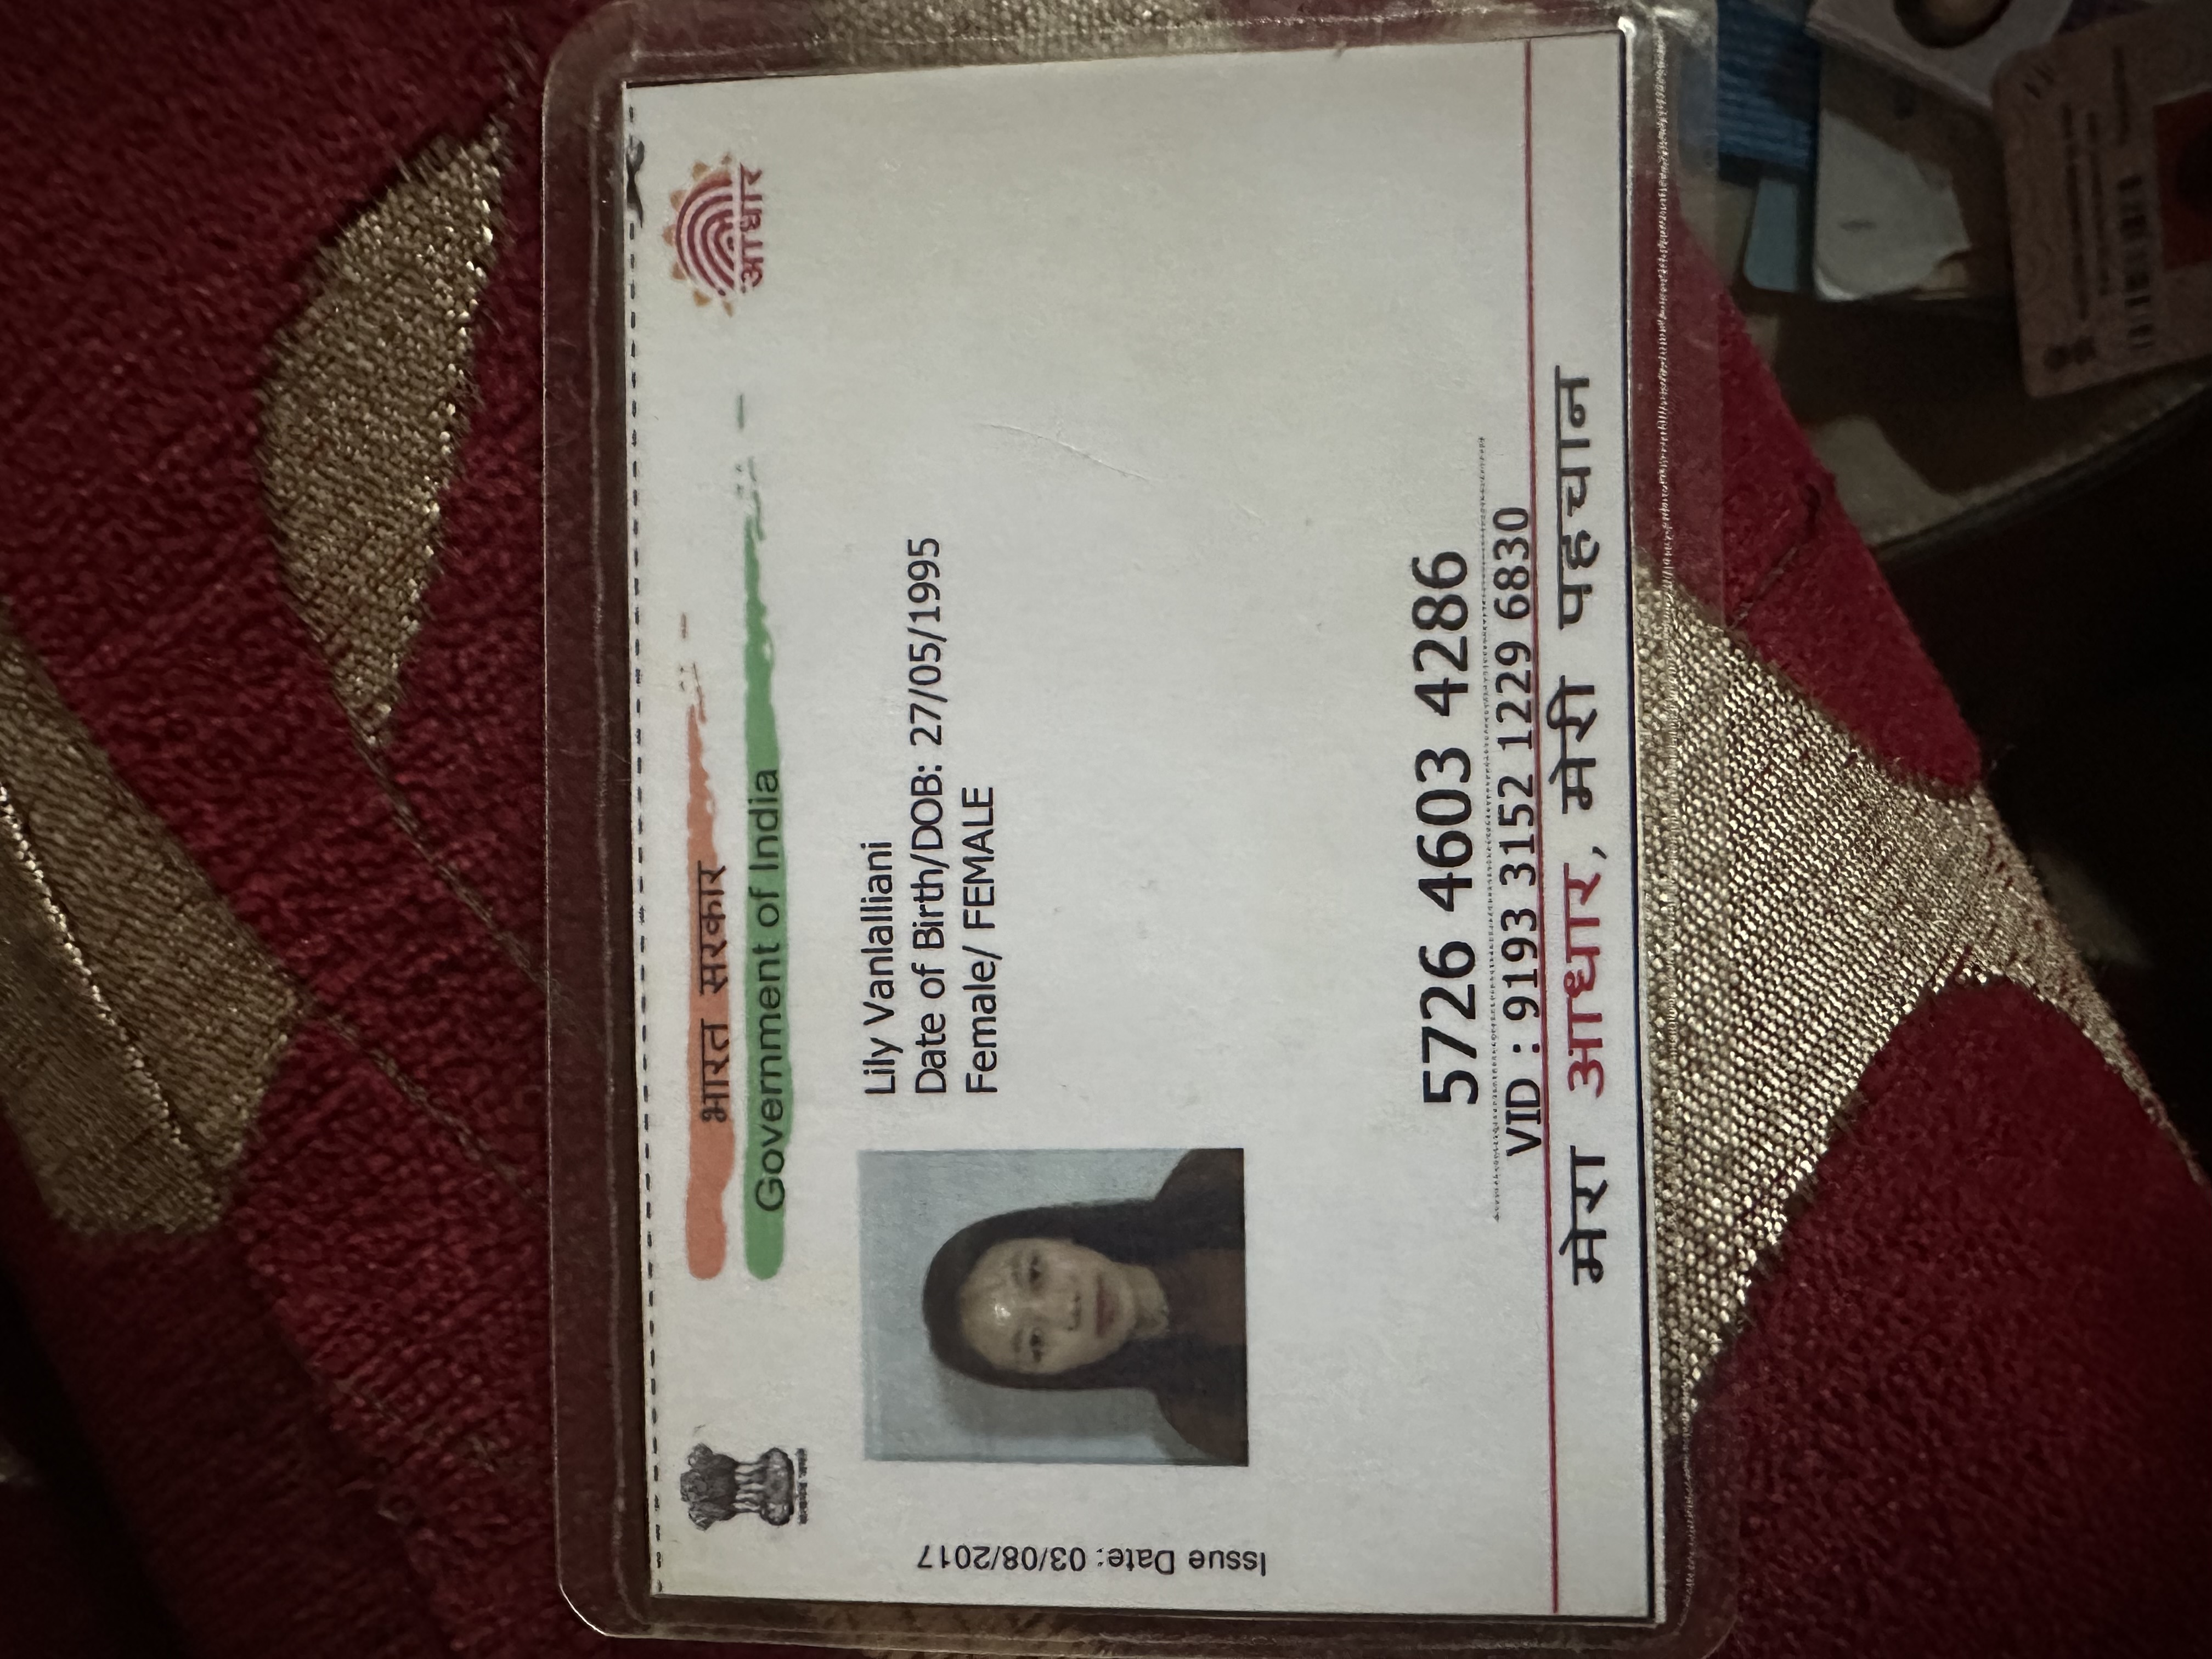 भारत सरकार
Government of India
आधार
Issue Date: 03/08/2017
Lily Vanlalliani
Date of Birth/DOB: 27/05/1995
Female/ FEMALE
5726 4603 4286
VID : 9193 3152 1229 6830
मेरा आधार, मेरी पहचान